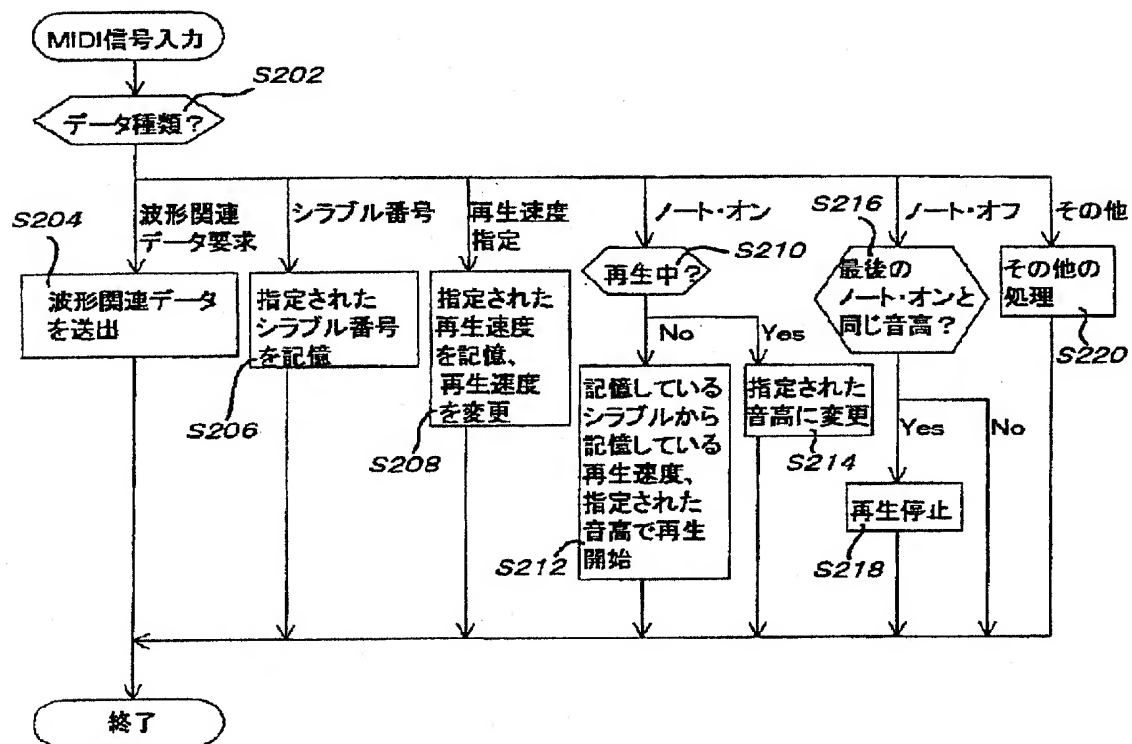 MIDI信号入力
S202
データ種類?
S204
波形関連
データ要求
シラブル番号
再生速度
指定
ノート・オン
S216
ノート・オフ
その他
波形関連データ
を送出
指定された
シラブル番号
を記憶
S206
指定された
再生速度
を記憶、
再生速度
を変更
S208
再生中?
S210
No
Yes
記憶している
シラブルから
記憶している
再生速度、
指定された
音高で再生
開始
S212
指定された
音高に変更
S214
最後の
ノート・オンと
同じ音高?
Yes
No
再生停止
S218
その他の
処理
S220
終了